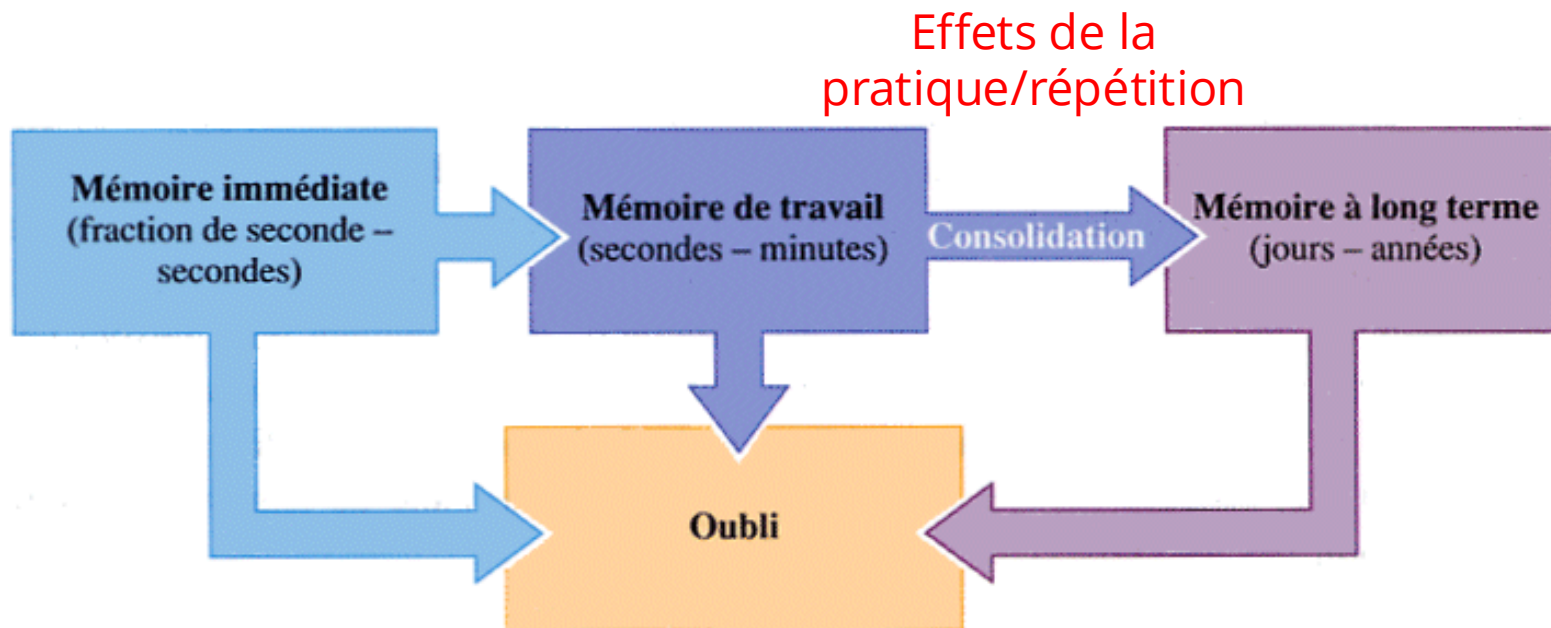 Effets de la
pratique/répétition
Mémoire immédiate
(fraction de seconde –
secondes)
Mémoire de travail
(secondes – minutes)
Consolidation
Mémoire à long terme
(jours – années)
Oubli